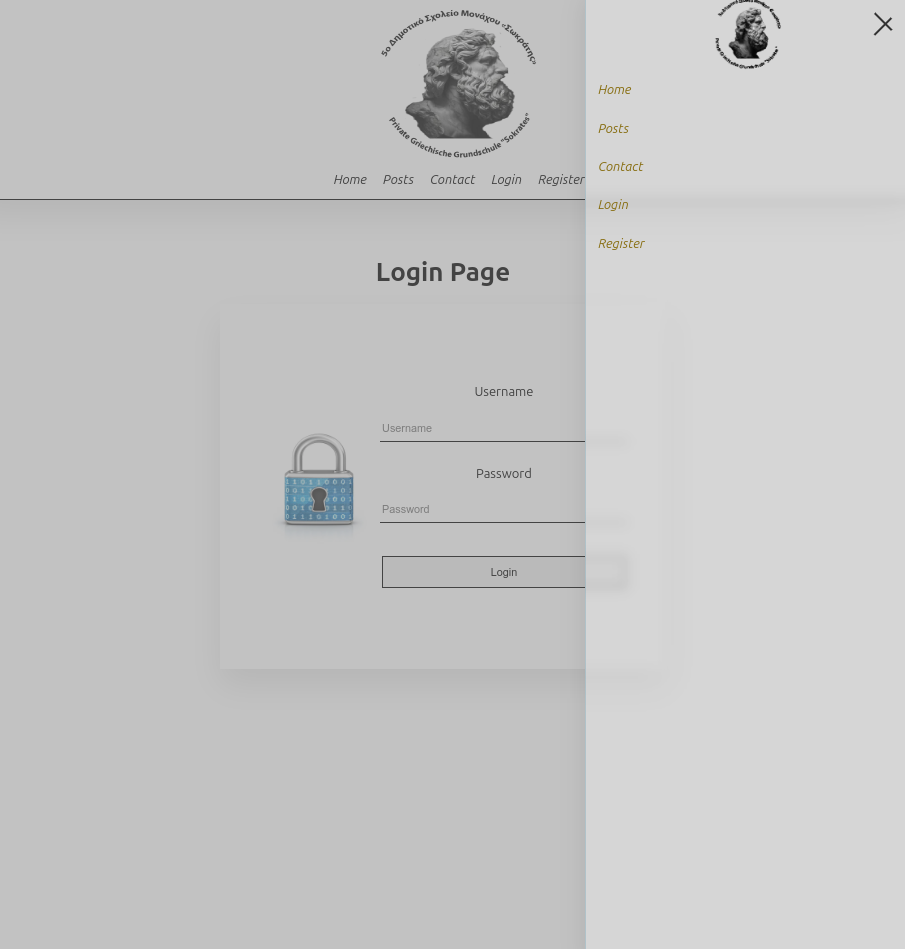 5ο Δημοτικό Σχολείο Μονάχου «Σωκράτης»
Private Griechische Grundschule "Sokrates"
Home Posts Contact Login Register
Login Page
Username
Username
Password
Password
Login
Home
Posts
Contact
Login
Register